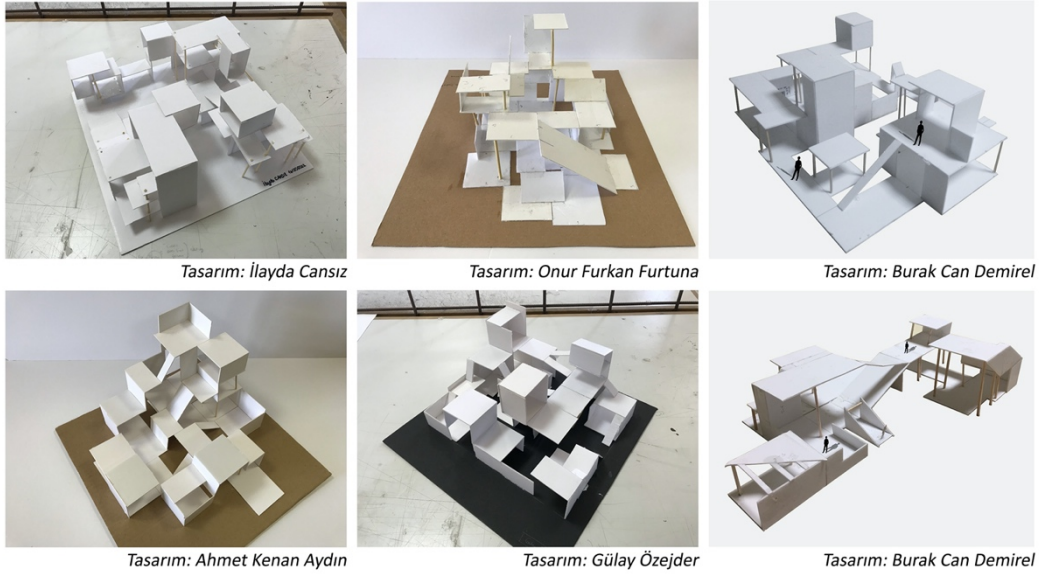 Tasarım: İlayda Cansız
Tasarım: Onur Furkan Furtuna
Tasarım: Burak Can Demirel
Tasarım: Ahmet Kenan Aydın
Tasarım: Gülay Özejder
Tasarım: Burak Can Demirel